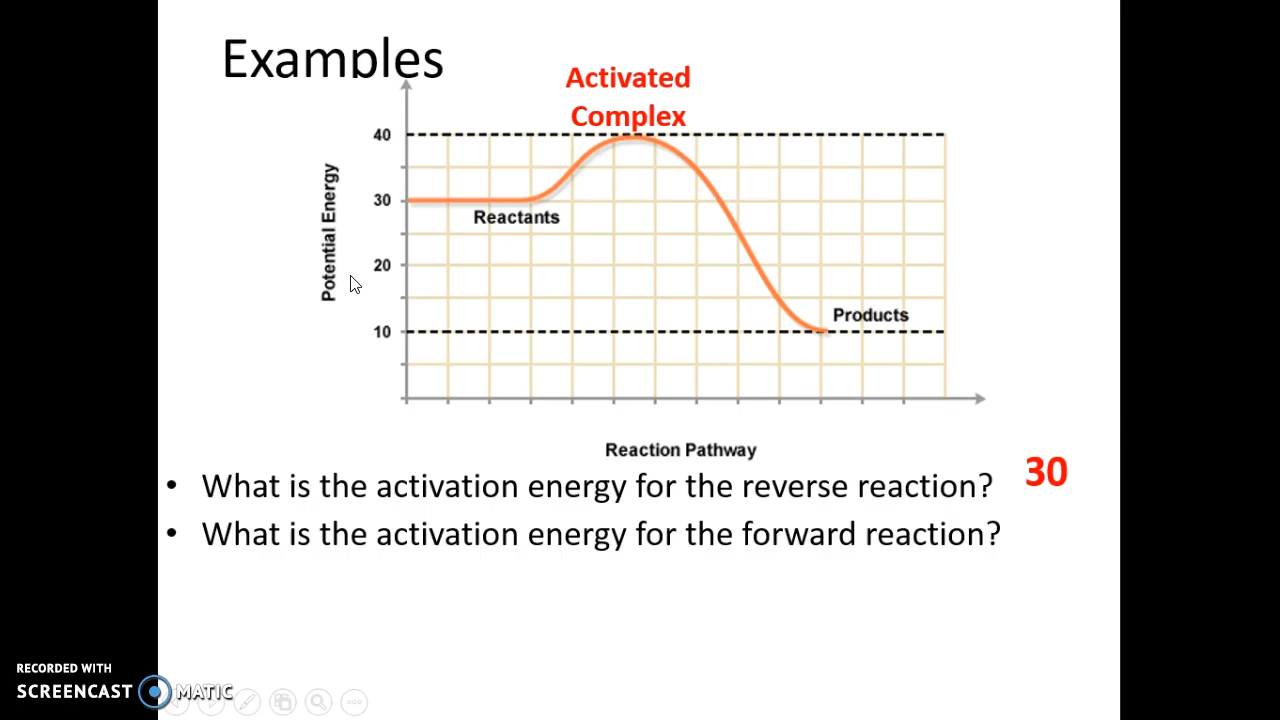 Examples
Activated
Complex
40
30
20
10
Potential Energy
Reactants
Products
Reaction Pathway
• What is the activation energy for the reverse reaction? 30
• What is the activation energy for the forward reaction?
RECORDED WITH
SCREENCAST MATIC